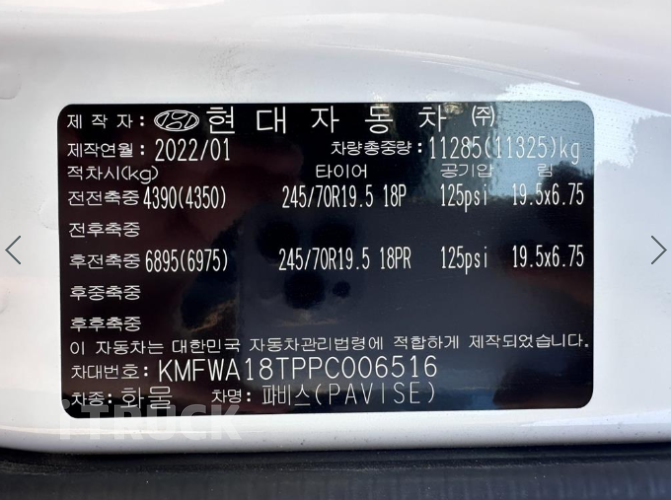 제 작 자 : 현 대 자 동 차 ㈜
제작연월 : 2022/01 차량총중량 : 11285(11325)kg
적차시(kg) 타이어 공기압 림
전전축중 4390(4350) 245/70R19.5 18P 125psi 19.5x6.75
전후축중
후전축중 6895(6975) 245/70R19.5 18PR 125psi 19.5x6.75
후중축중
후후축중
이 자동차는 대한민국 자동차관리법령에 적합하게 제작되었습니다.
차대번호 : KMFWA18TPPC006516
차종 : 화물 차명 : 파비스(PAVISE)
iTRUCK